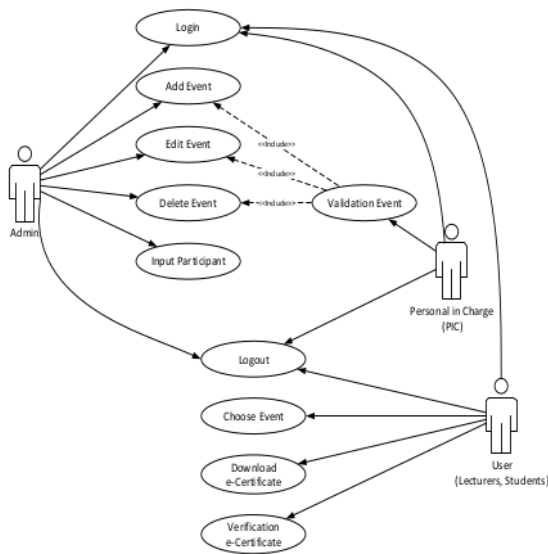 Login
Add Event
<<Include>>
Edit Event
<<Include>>
Delete Event
<<Include>>
Validation Event
Admin
Input Participant
Personal in Charge
(PIC)
Logout
Choose Event
Download
e-Certificate
User
(Lecturers, Students)
Verification
e-Certificate